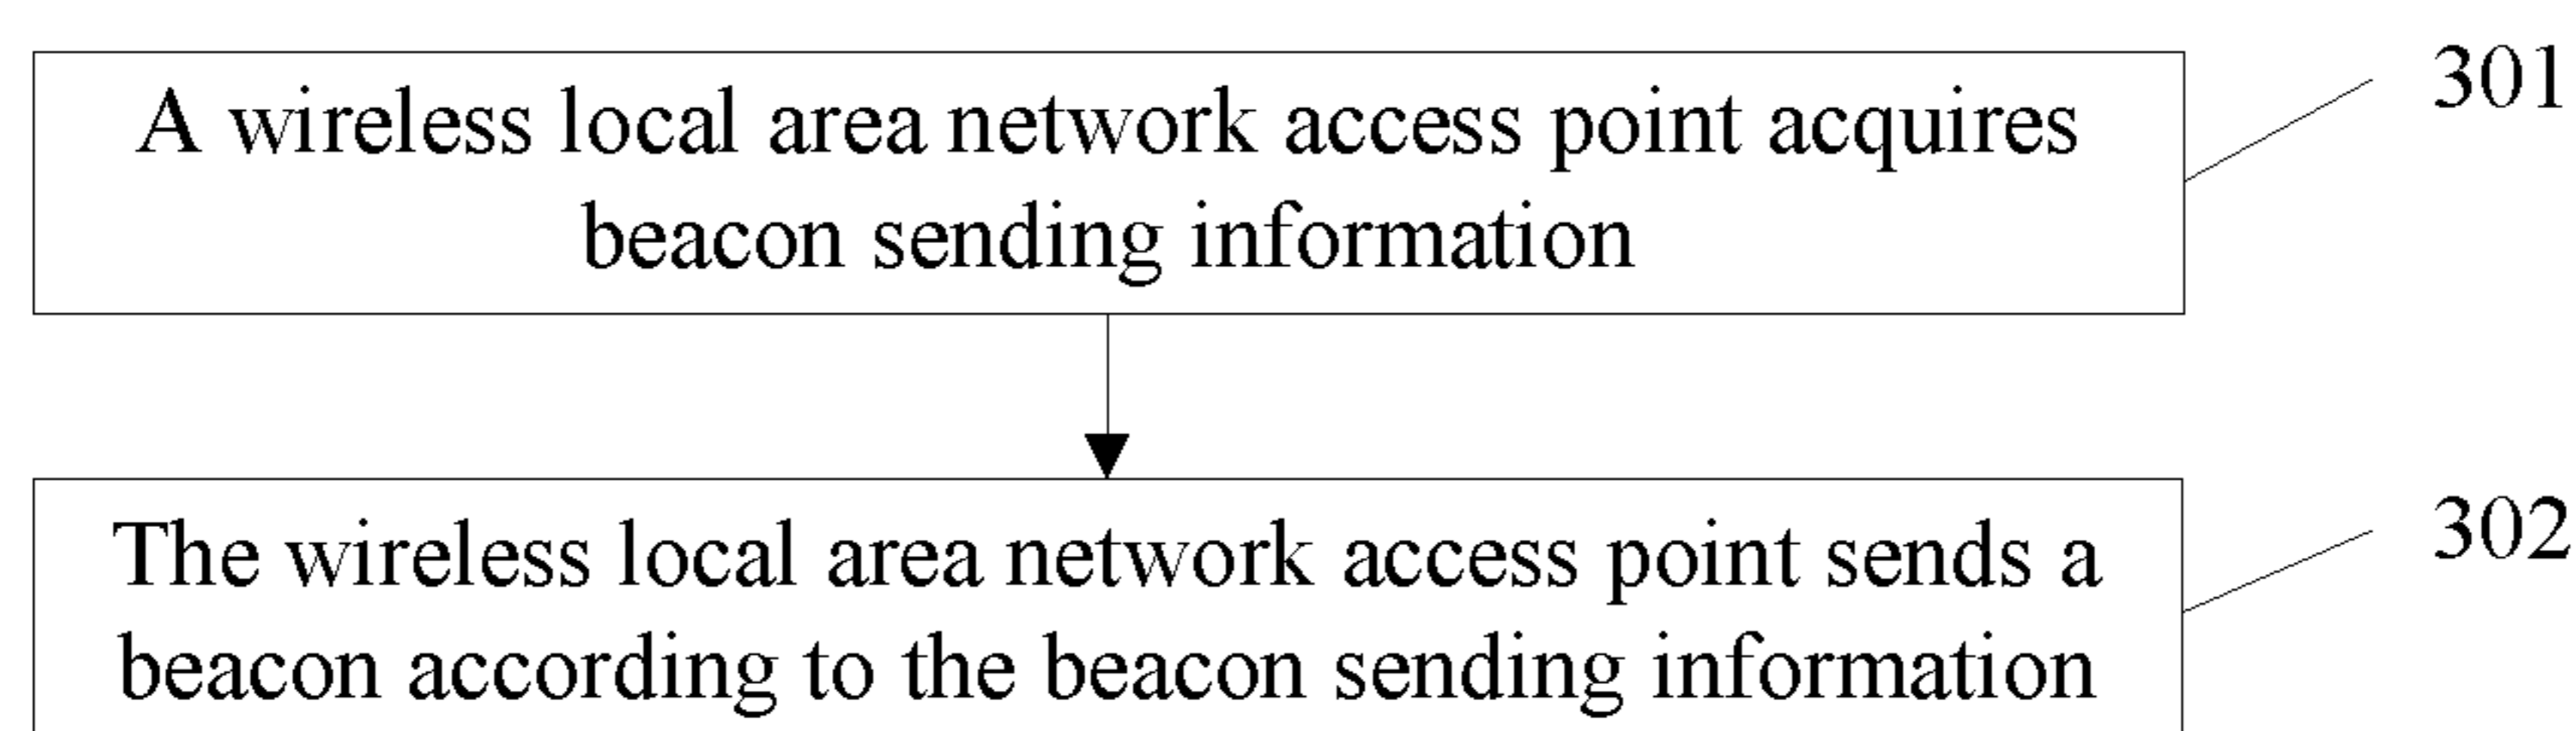 A wireless local area network access point acquires
beacon sending information
301
The wireless local area network access point sends a
beacon according to the beacon sending information
302